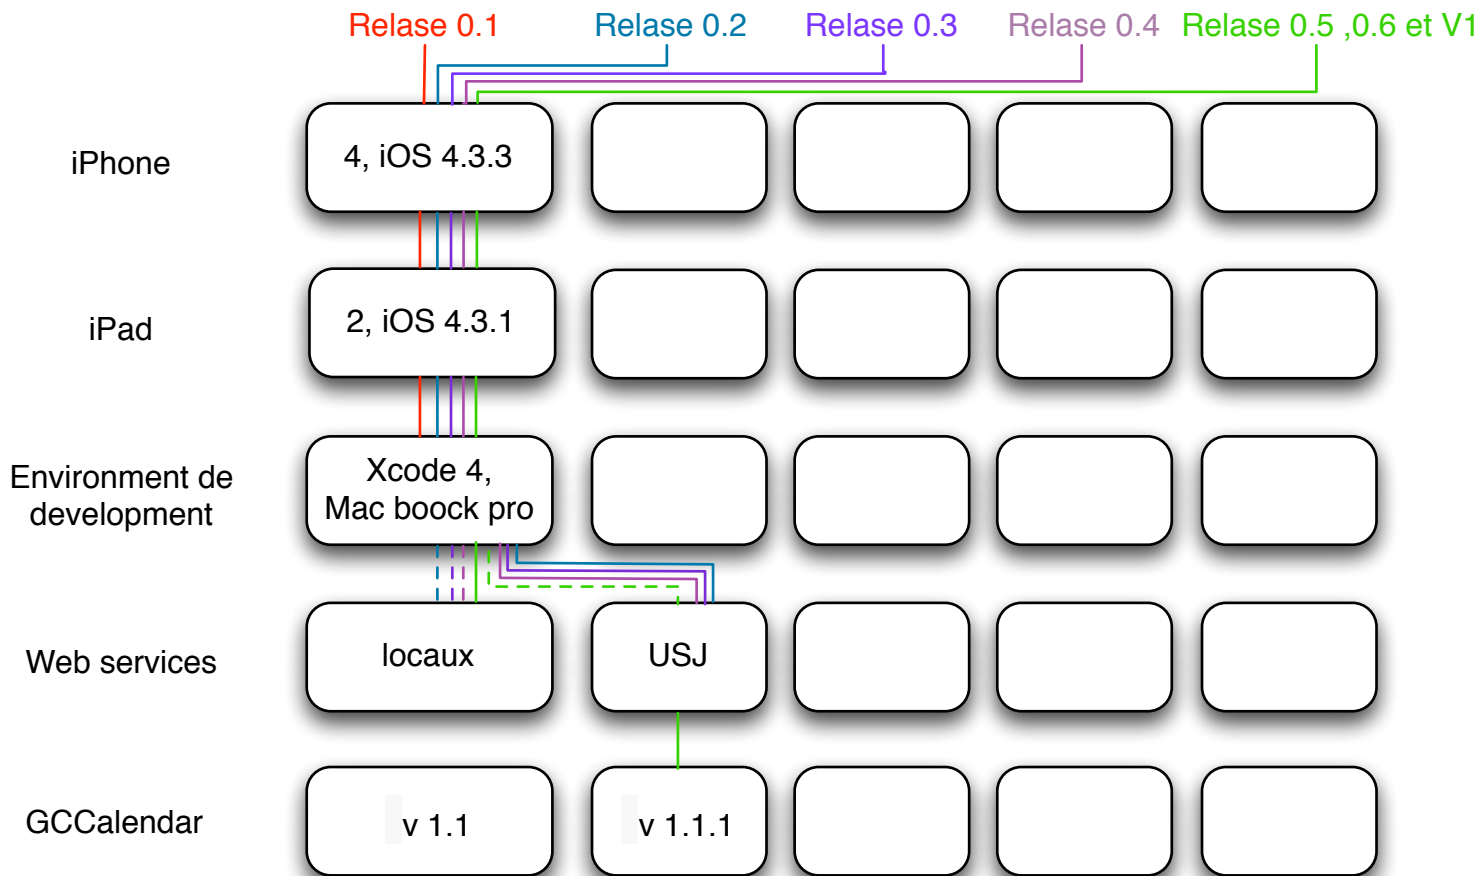 Relase 0.1 Relase 0.2 Relase 0.3 Relase 0.4 Relase 0.5 ,0.6 et V1
iPhone 4, iOS 4.3.3
iPad 2, iOS 4.3.1
Environment de
development
Xcode 4,
Mac boock pro
Web services locaux USJ
GCCalendar v 1.1 v 1.1.1